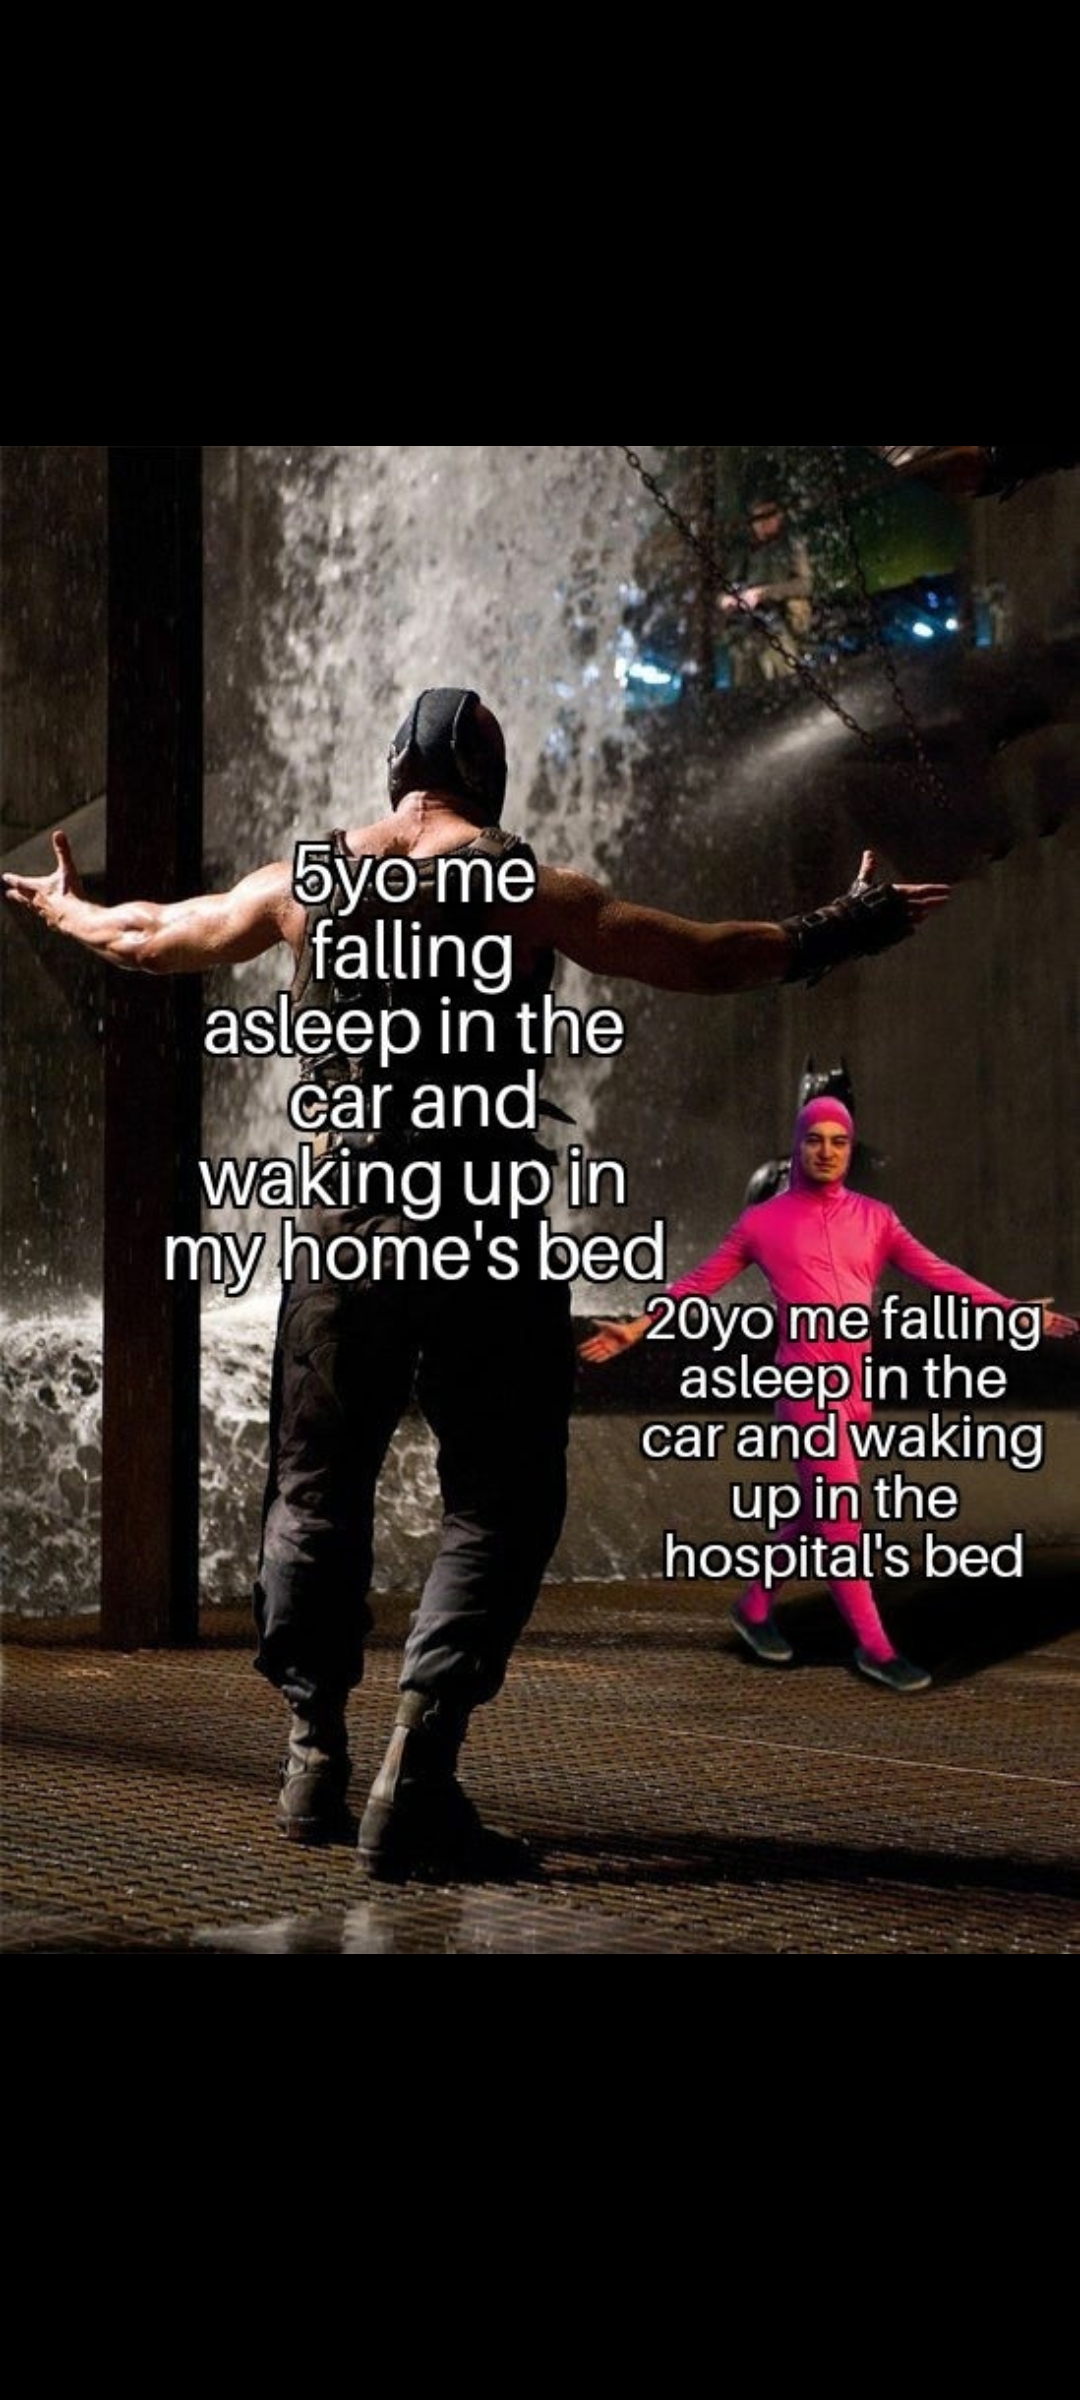 5yo me
falling
asleep in the
car and
waking up in
my home's bed
20yo me falling
asleep in the
car and waking
up in the
hospital's bed